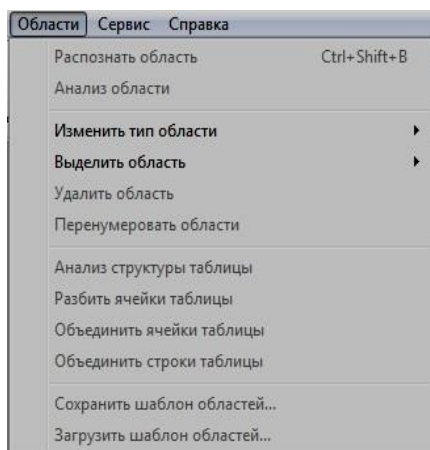 Области Сервис Справка
Распознать область Ctrl+Shift+B
Анализ области
Изменить тип области
Выделить область
Удалить область
Перенумеровать области
Анализ структуры таблицы
Разбить ячейки таблицы
Объединить ячейки таблицы
Объединить строки таблицы
Сохранить шаблон областей...
Загрузить шаблон областей...